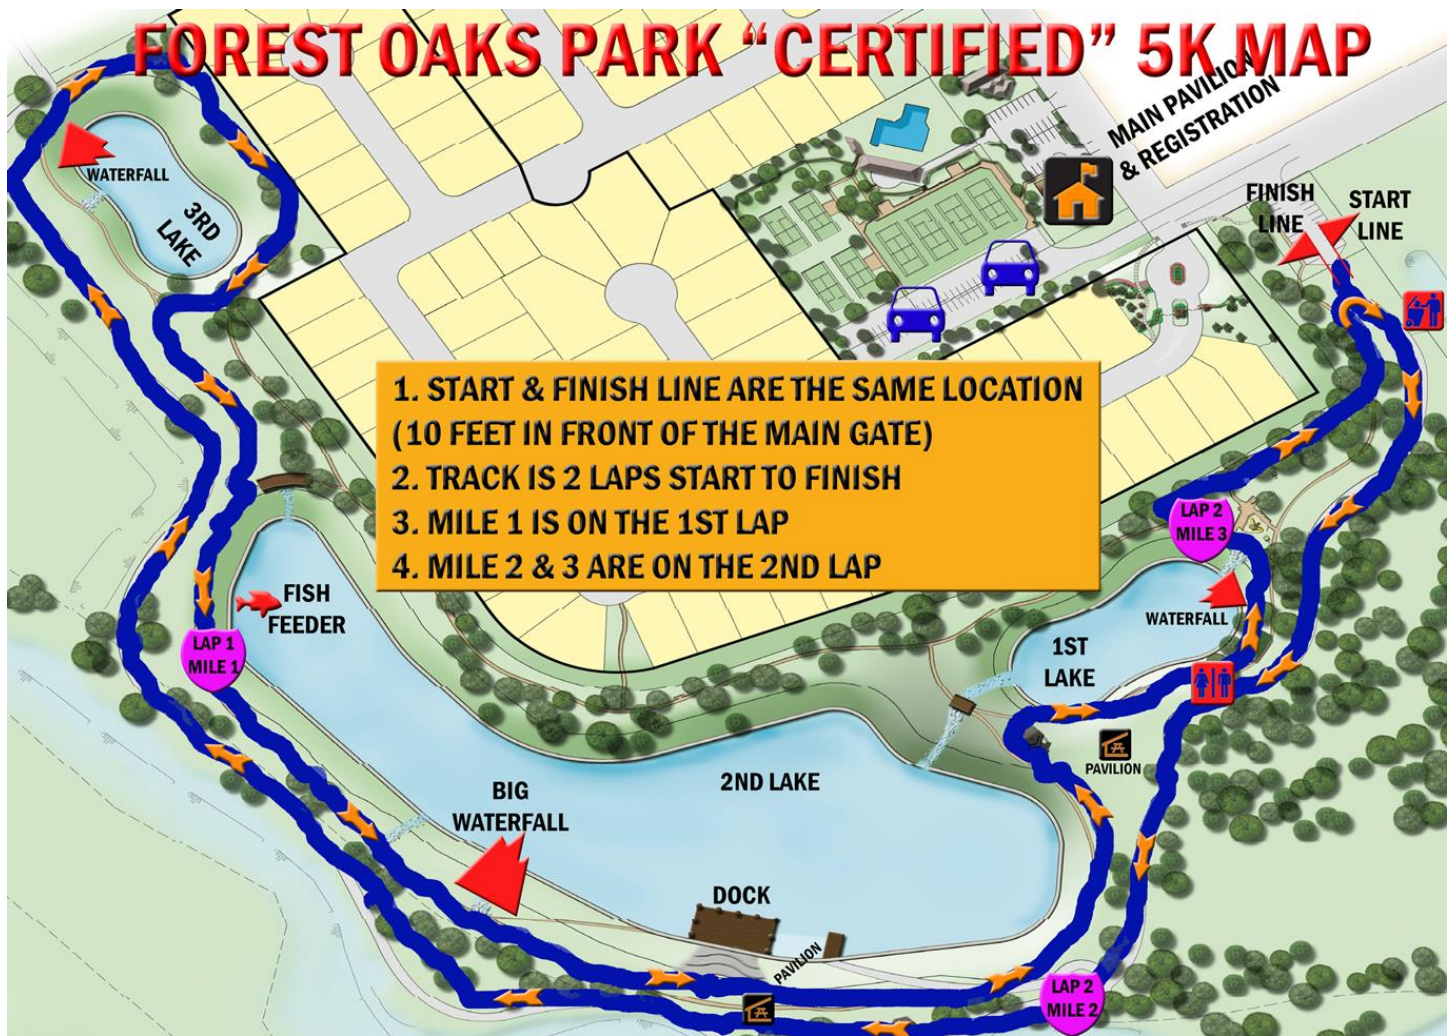 FOREST OAKS PARK “CERTIFIED” 5K MAP
MAIN PAVILION
& REGISTRATION
FINISH
LINE
START
LINE
WATERFALL
3RD
LAKE
1. START & FINISH LINE ARE THE SAME LOCATION
(10 FEET IN FRONT OF THE MAIN GATE)
2. TRACK IS 2 LAPS START TO FINISH
3. MILE 1 IS ON THE 1ST LAP
4. MILE 2 & 3 ARE ON THE 2ND LAP
LAP 2
MILE 3
FISH
FEEDER
WATERFALL
LAP 1
MILE 1
1ST
LAKE
PAVILION
2ND LAKE
BIG
WATERFALL
DOCK
PAVILION
LAP 2
MILE 2